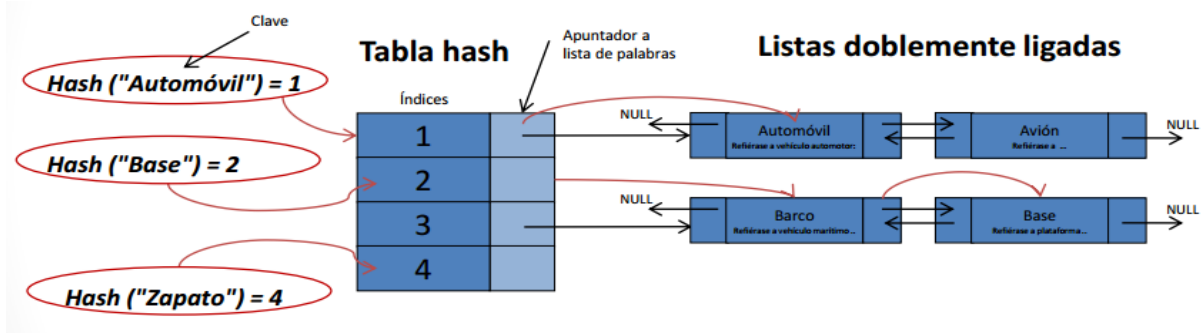 Clave
Hash ("Automóvil") = 1
Hash ("Base") = 2
Hash ("Zapato") = 4
Tabla hash
Índices
1
2
3
4
Apuntador a
lista de palabras
Listas doblemente ligadas
NULL
Automóvil
Refiérase a vehículo automotor:
Avión
Refiérase a ...
NULL
NULL
Barco
Refiérase a vehículo marítimo ...
Base
Refiérase a plataforma...
NULL